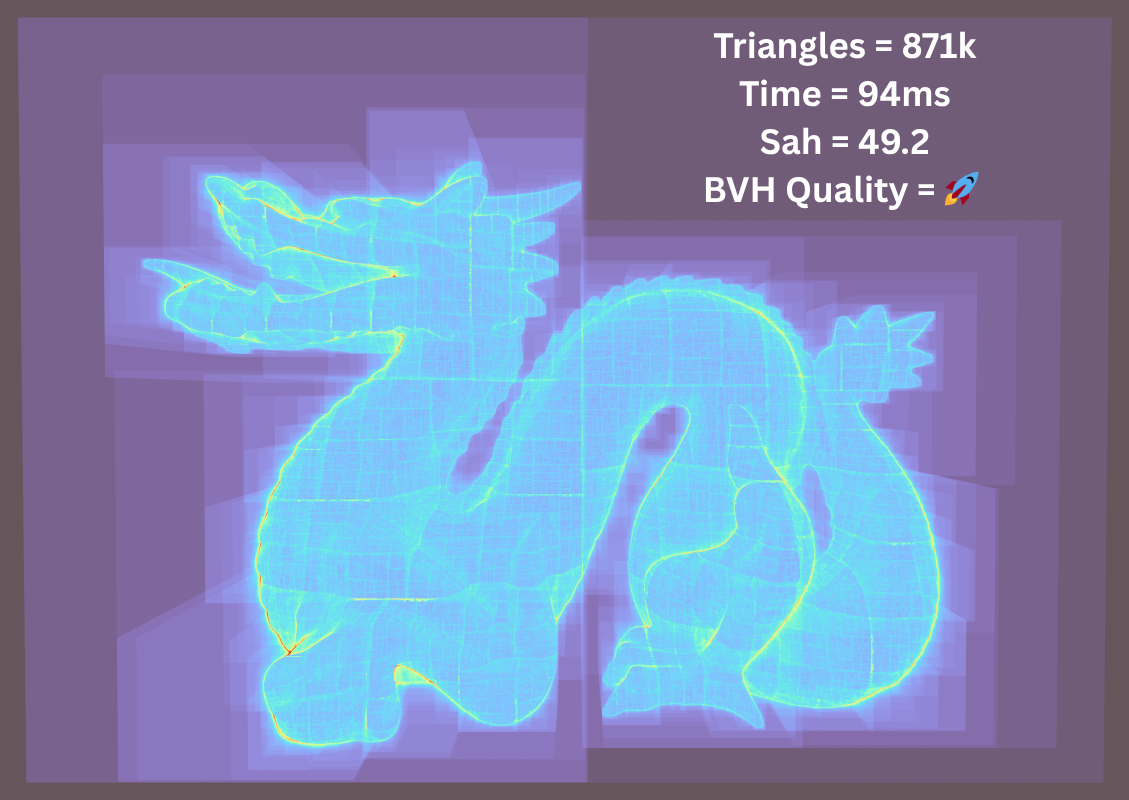 Triangles = 871k
Time = 94ms
Sah = 49.2
BVH Quality = 🚀